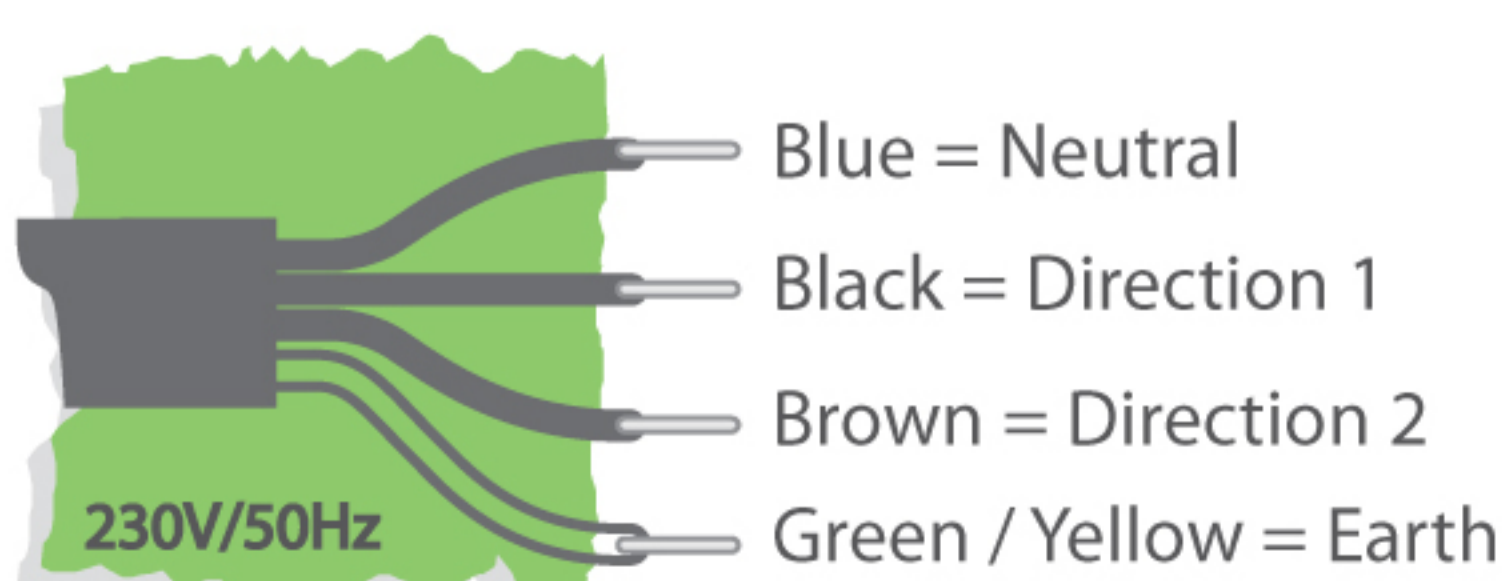 Blue = Neutral
Black = Direction 1
Brown = Direction 2
230V/50Hz
Green / Yellow = Earth